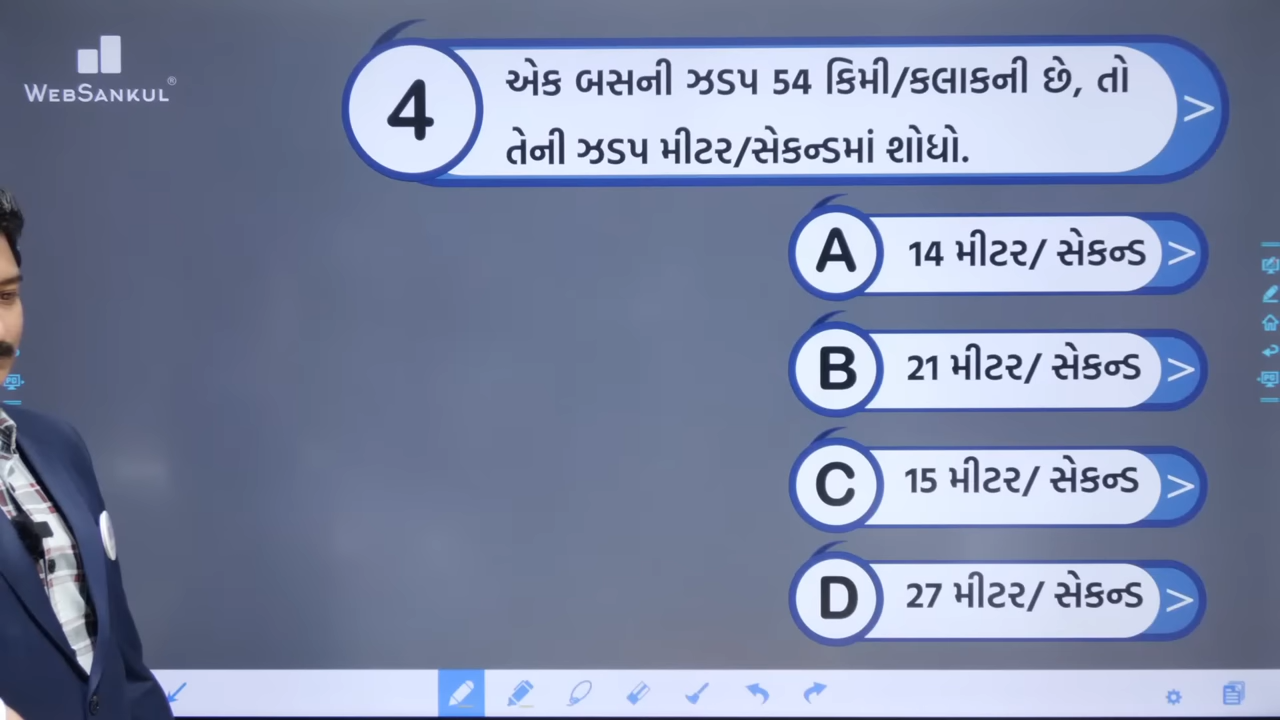 WEBSANKUL®
4
એક બસની ઝડપ 54 કિમી/કલાકની છે, તો
તેની ઝડપ મીટર/સેકન્ડમાં શોધો.
>
A
14 મીટર/ સેકન્ડ
>
B
21 મીટર/ સેકન્ડ
>
C
15 મીટર/ સેકન્ડ
>
D
27 મીટર/ સેકન્ડ
>